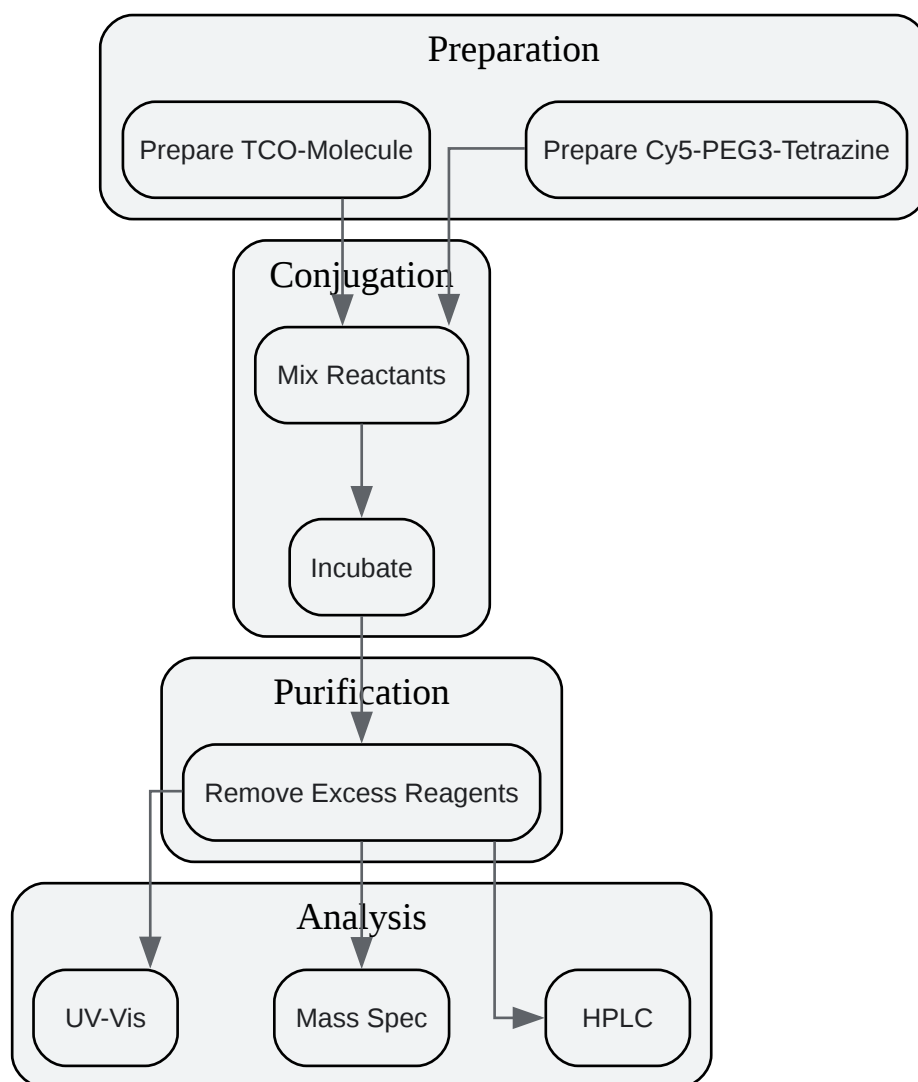 Preparation
Prepare TCO-Molecule
Prepare Cy5-PEG3-Tetrazine
Conjugation
Mix Reactants
Incubate
Purification
Remove Excess Reagents
Analysis
UV-Vis
Mass Spec
HPLC